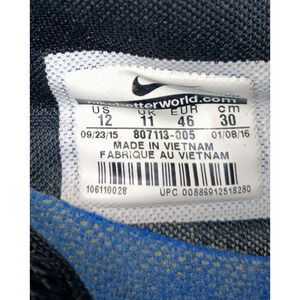 nikebetterworld.com
US UK EUR cm
12 11 46 30
09/23/15 807113-005 01/08/16
MADE IN VIETNAM
FABRIQUE AU VIETNAM
106110028 UPC 00886912518280